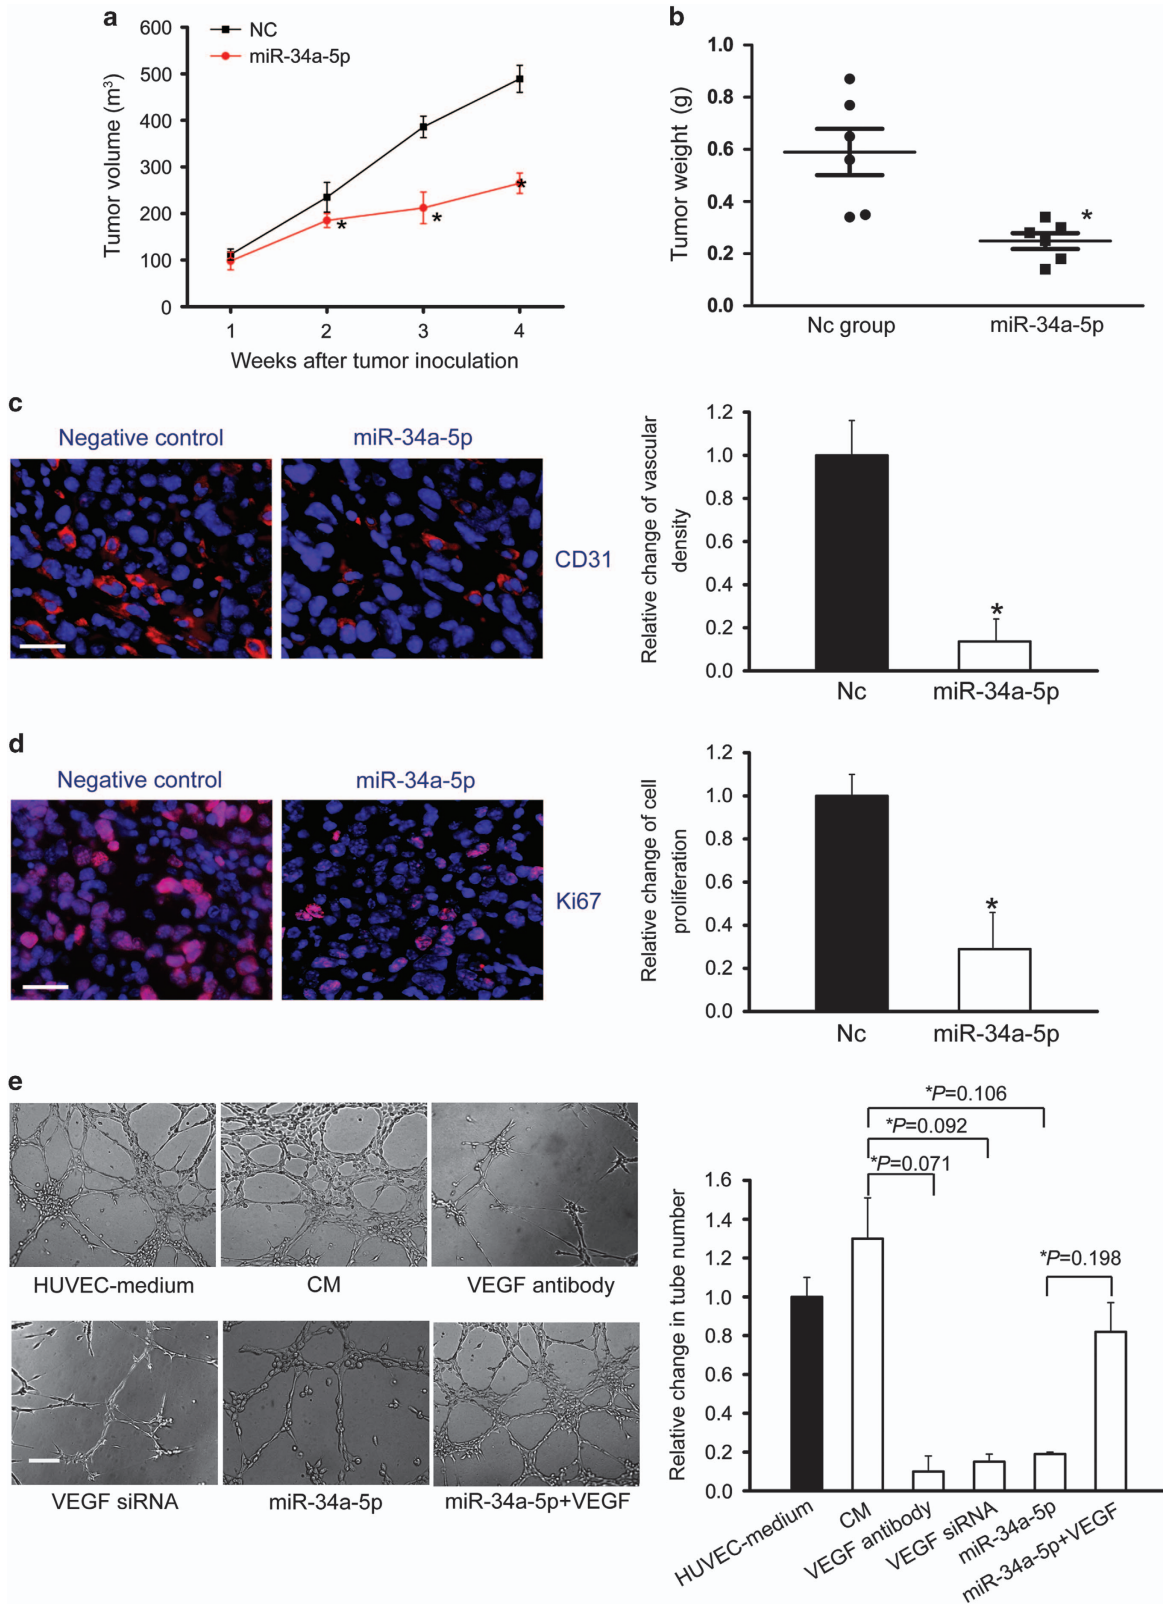 a
600
500
400
300
200
100
0
Tumor volume (m³)
NC
miR-34a-5p
*
*
*
1 2 3 4
Weeks after tumor inoculation
b
1.0
0.8
0.6
0.4
0.2
0.0
Tumor weight (g)
*
Nc group miR-34a-5p
c
Negative control miR-34a-5p
CD31
1.2
1.0
0.8
0.6
0.4
0.2
0.0
Relative change of vascular
density
*
Nc miR-34a-5p
d
Negative control miR-34a-5p
Ki67
1.2
1.0
0.8
0.6
0.4
0.2
0.0
Relative change of cell
proliferation
*
Nc miR-34a-5p
e
HUVEC-medium CM VEGF antibody
VEGF siRNA miR-34a-5p miR-34a-5p+VEGF
*P=0.106
*P=0.092
*P=0.071
*P=0.198
1.6
1.4
1.2
1.0
0.8
0.6
0.4
0.2
0.0
Relative change in tube number
HUVEC-medium
CM
VEGF antibody
VEGF siRNA
miR-34a-5p
miR-34a-5p+VEGF